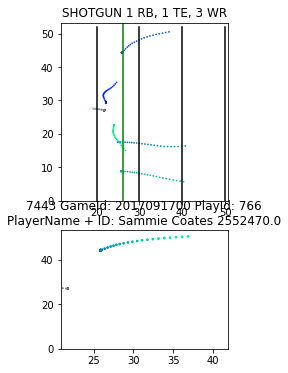 SHOTGUN 1 RB, 1 TE, 3 WR
50
40
30
20
10
0
20 30 40 50
7443 GameId: 2017091700 PlayId: 766
PlayerName + ID: Sammie Coates 2552470.0
40
20
0
25 30 35 40